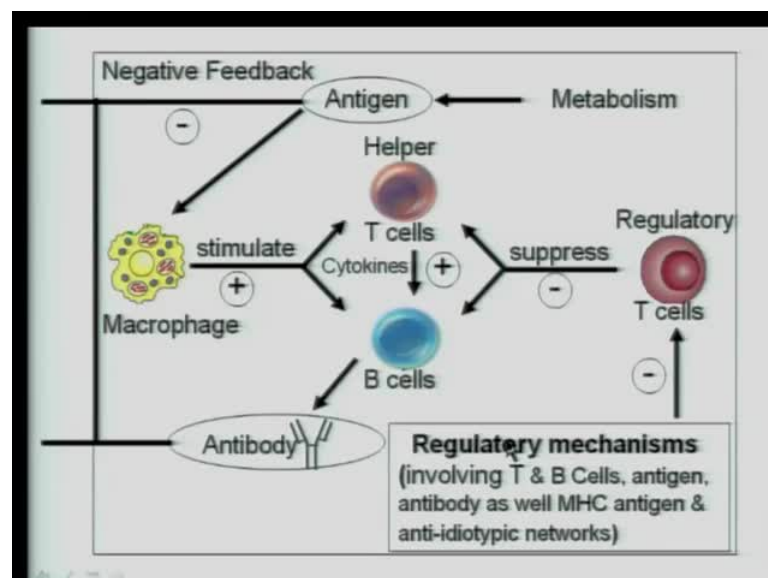 Negative Feedback
Antigen
Metabolism
-
Helper
T cells
Regulatory
T cells
stimulate
+
Cytokines
+
suppress
-
Macrophage
B cells
-
Antibody
Regulatory mechanisms
(involving T & B Cells, antigen,
antibody as well MHC antigen &
anti-idiotypic networks)